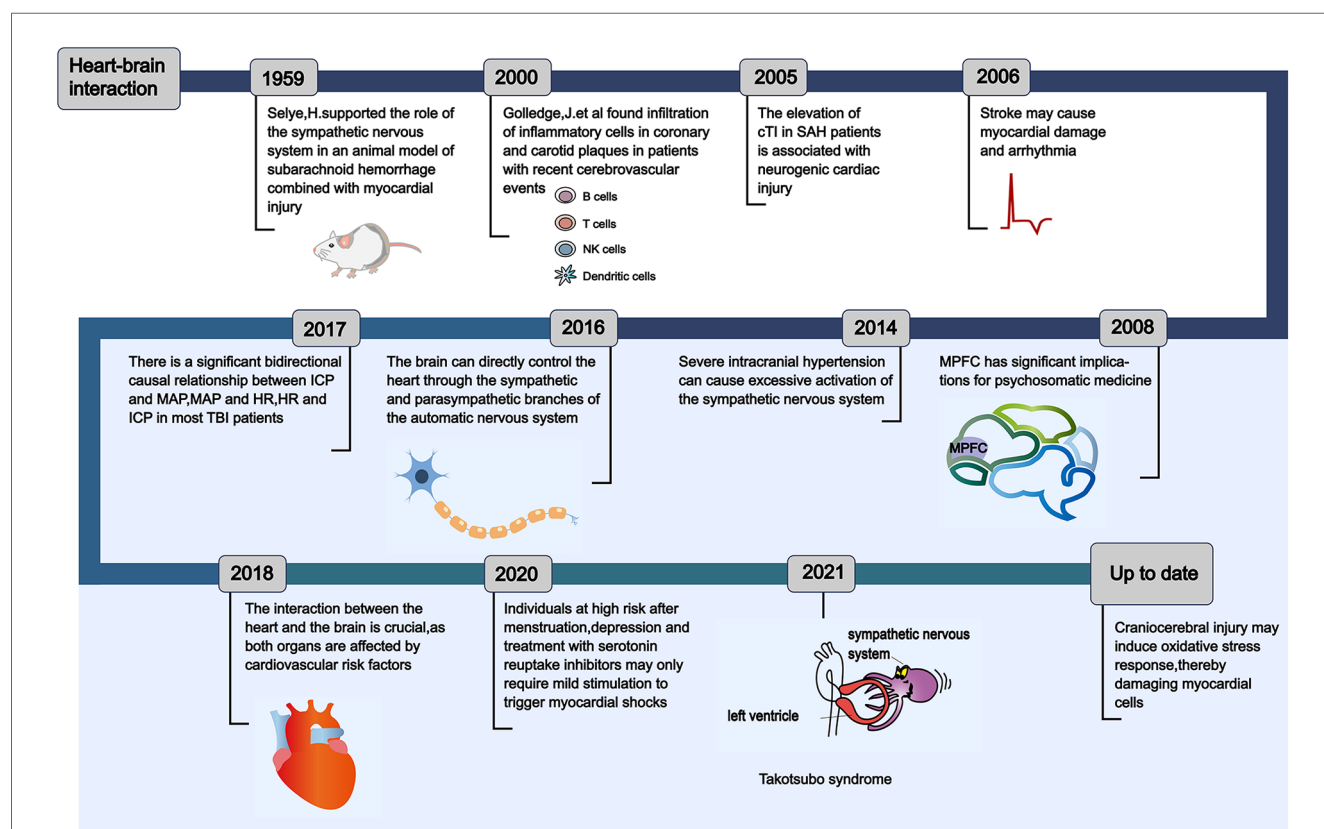 Heart-brain
interaction
1959
Selye,H.supported the role of
the sympathetic nervous
system in an animal model of
subarachnoid hemorrhage
combined with myocardial
injury
2000
Golledge,J.et al found infiltration
of inflammatory cells in coronary
and carotid plaques in patients
with recent cerebrovascular
events
B cells
T cells
NK cells
Dendritic cells
2005
The elevation of
cTI in SAH patients
is associated with
neurogenic cardiac
injury
2006
Stroke may cause
myocardial damage
and arrhythmia
2017
There is a significant bidirectional
causal relationship between ICP
and MAP,MAP and HR,HR and
ICP in most TBI patients
2016
The brain can directly control the
heart through the sympathetic
and parasympathetic branches of
the automatic nervous system
2014
Severe intracranial hypertension
can cause excessive activation of
the sympathetic nervous system
2008
MPFC has significant implica-
tions for psychosomatic medicine
MPFC
2018
The interaction between the
heart and the brain is crucial,as
both organs are affected by
cardiovascular risk factors
2020
Individuals at high risk after
menstruation,depression and
treatment with serotonin
reuptake inhibitors may only
require mild stimulation to
trigger myocardial shocks
2021
sympathetic nervous
system
left ventricle
Takotsubo syndrome
Up to date
Craniocerebral injury may
induce oxidative stress
response,thereby
damaging myocardial
cells